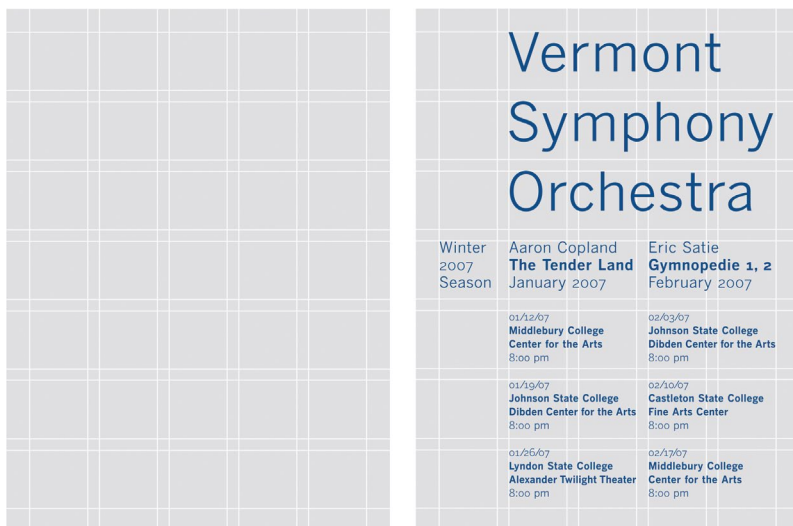 Vermont
Symphony
Orchestra
Winter
2007
Season
Aaron Copland
The Tender Land
January 2007
Eric Satie
Gymnopedie 1, 2
February 2007
01/12/07
Middlebury College
Center for the Arts
8:00 pm
01/19/07
Johnson State College
Dibden Center for the Arts
8:00 pm
01/26/07
Lyndon State College
Alexander Twilight Theater
8:00 pm
02/03/07
Johnson State College
Dibden Center for the Arts
8:00 pm
02/10/07
Castleton State College
Fine Arts Center
8:00 pm
02/17/07
Middlebury College
Center for the Arts
8:00 pm